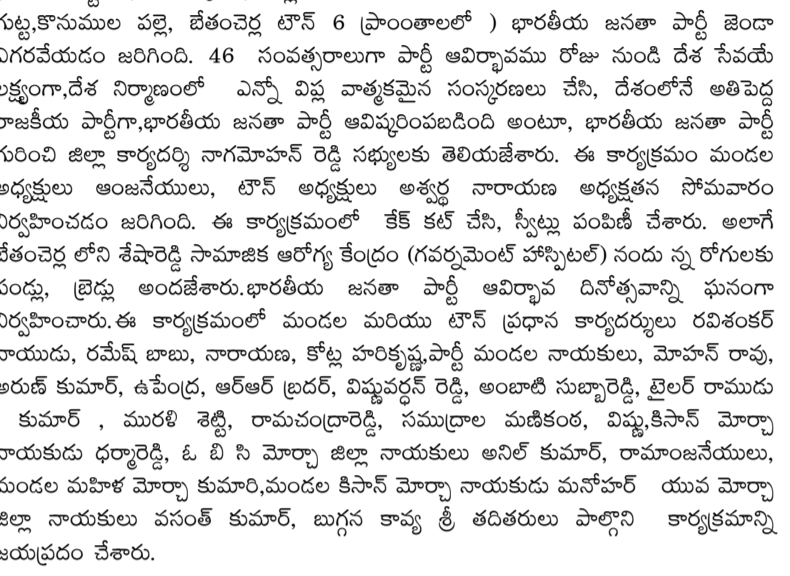 గుట్ట,కొనుముల పల్లె, బేతంచెర్ల టౌన్ 6 ప్రాంతాలలో ) భారతీయ జనతా పార్టీ జెండా
ఎగరవేయడం జరిగింది. 46 సంవత్సరాలుగా పార్టీ ఆవిర్భావము రోజు నుండి దేశ సేవయే
లక్ష్యంగా,దేశ నిర్మాణంలో ఎన్నో విప్ల వాత్మకమైన సంస్కరణలు చేసి, దేశంలోనే అతిపెద్ద
రాజకీయ పార్టీగా,భారతీయ జనతా పార్టీ ఆవిష్కరింపబడింది అంటూ, భారతీయ జనతా పార్టీ
గురించి జిల్లా కార్యదర్శి నాగమోహన్ రెడ్డి సభ్యులకు తెలియజేశారు. ఈ కార్యక్రమం మండల
అధ్యక్షులు ఆంజనేయులు, టౌన్ అధ్యక్షులు అశ్వర్థ నారాయణ అధ్యక్షతన సోమవారం
నిర్వహించడం జరిగింది. ఈ కార్యక్రమంలో కేక్ కట్ చేసి, స్వీట్లు పంపిణీ చేశారు. అలాగే
బేతంచెర్ల లోని శేషారెడ్డి సామాజిక ఆరోగ్య కేంద్రం (గవర్నమెంట్ హాస్పిటల్) నందు న్న రోగులకు
పండ్లు, బ్రెడ్లు అందజేశారు.భారతీయ జనతా పార్టీ ఆవిర్భావ దినోత్సవాన్ని ఘనంగా
నిర్వహించారు.ఈ కార్యక్రమంలో మండల మరియు టౌన్ ప్రధాన కార్యదర్శులు రవిశంకర్
నాయుడు, రమేష్ బాబు, నారాయణ, కోట్ల హరికృష్ణ,పార్టీ మండల నాయకులు, మోహన్ రావు,
అరుణ్ కుమార్, ఉపేంద్ర, ఆర్ఆర్ బ్రదర్, విష్ణువర్ధన్ రెడ్డి, అంబాటి సుబ్బారెడ్డి, టైలర్ రాముడు
కుమార్ , మురళి శెట్టి, రామచంద్రారెడ్డి, సముద్రాల మణికంఠ, విష్ణు,కిసాన్ మోర్చా
నాయకుడు ధర్మారెడ్డి, ఓ బి సి మోర్చా జిల్లా నాయకులు అనిల్ కుమార్, రామాంజనేయులు,
మండల మహిళ మోర్చా కుమారి,మండల కిసాన్ మోర్చా నాయకుడు మనోహర్ యువ మోర్చా
జిల్లా నాయకులు వసంత్ కుమార్, బుగ్గన కావ్య శ్రీ తదితరులు పాల్గొని కార్యక్రమాన్ని
జయప్రదం చేశారు.